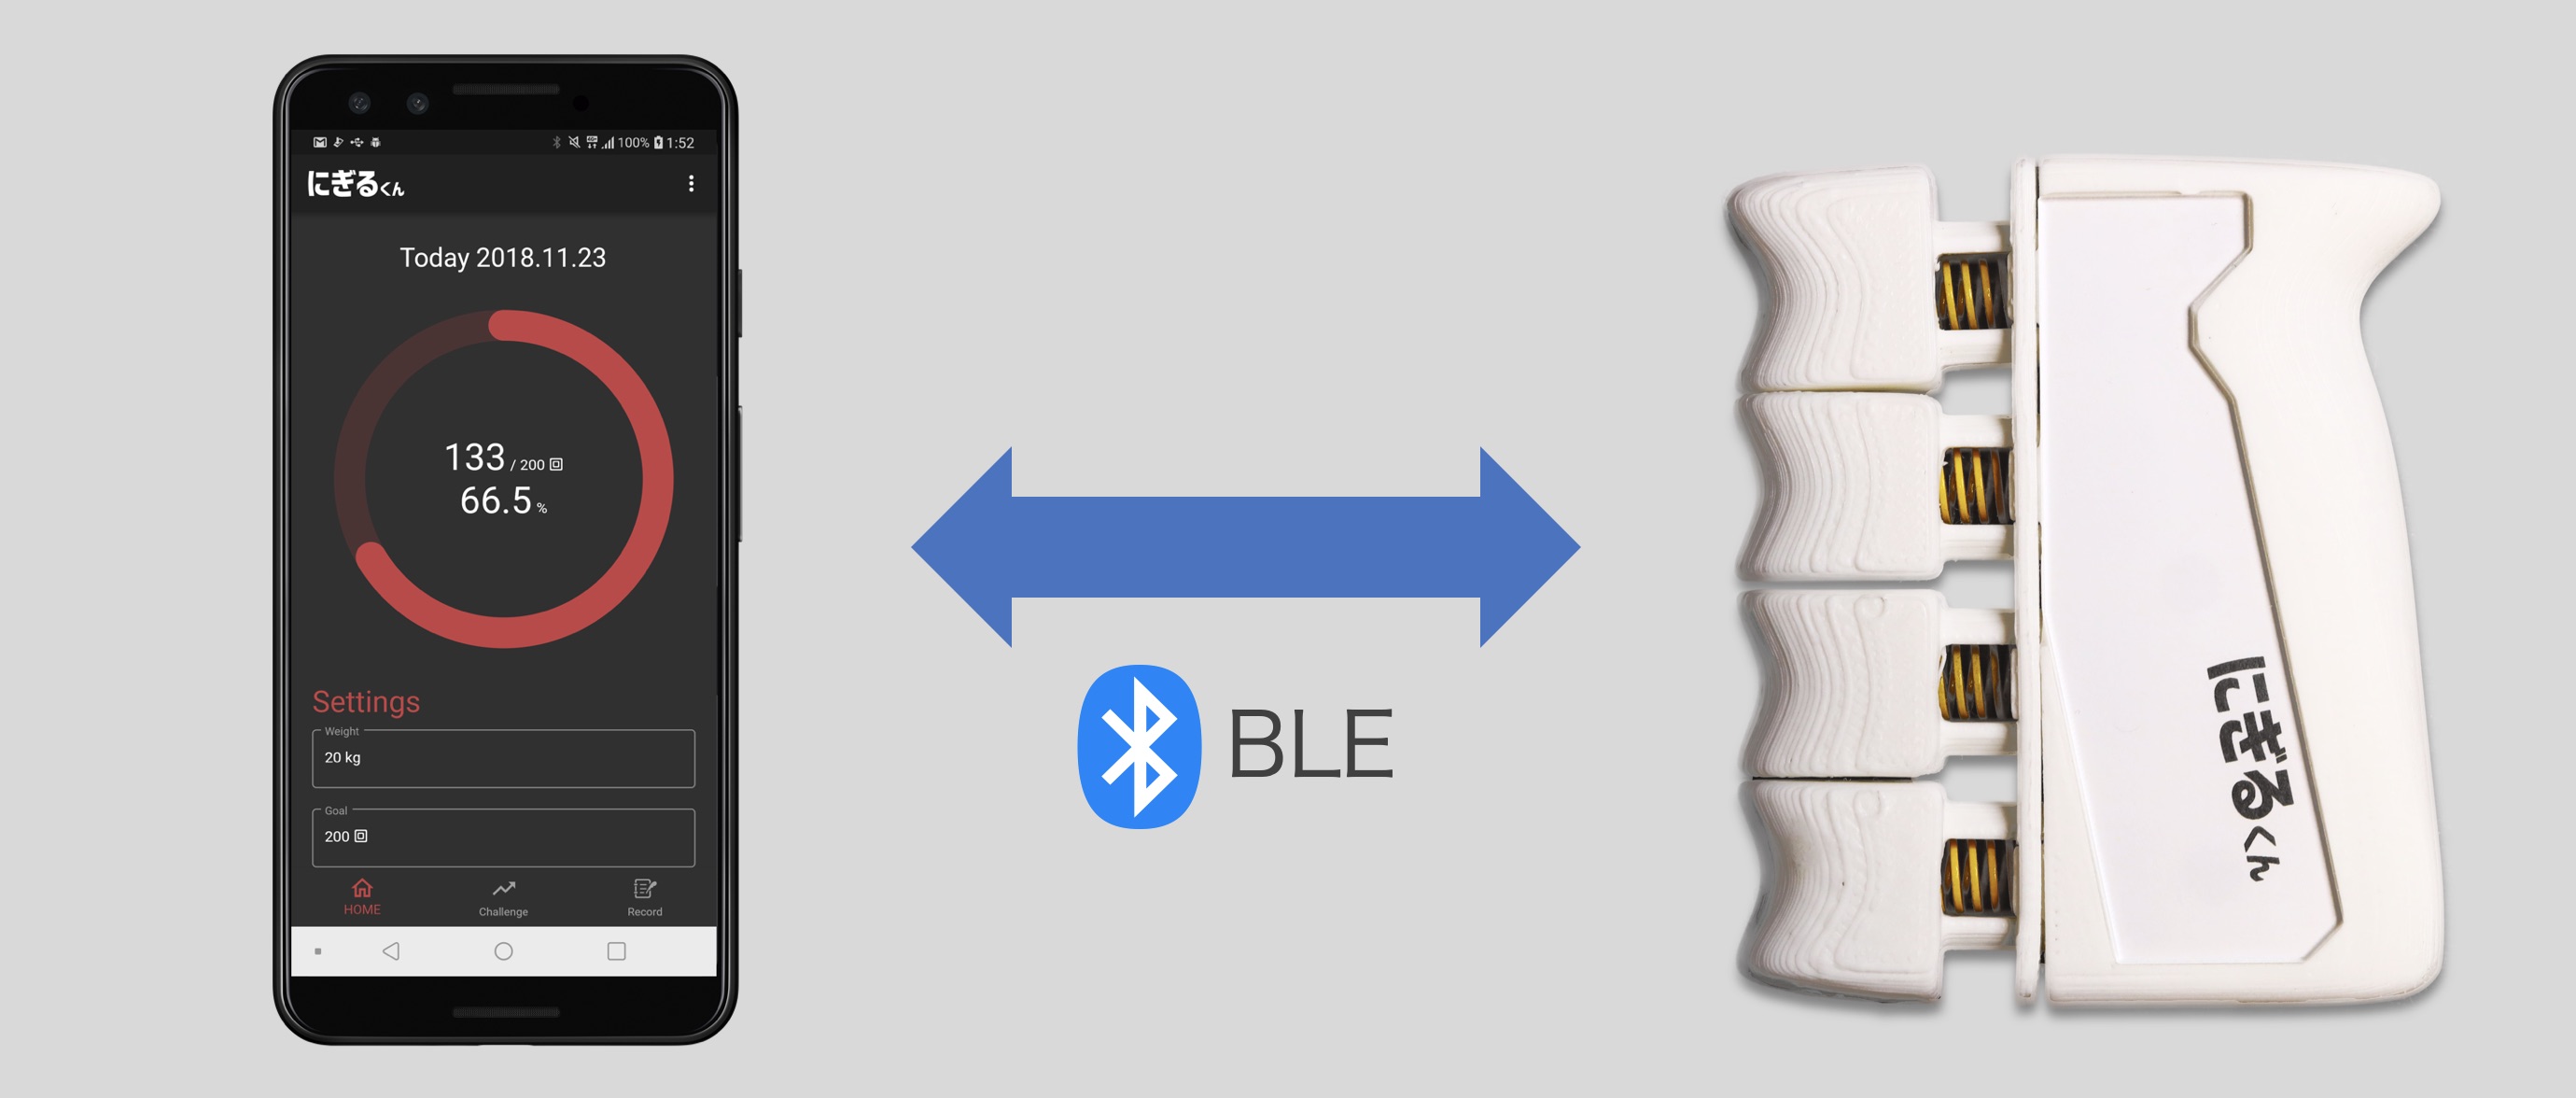 100% 1:52
にぎるくん
Today 2018.11.23
133 / 200 回
66.5 %
Settings
Weight
20 kg
Goal
200 回
HOME
Challenge
Record
BLE
にぎるくん